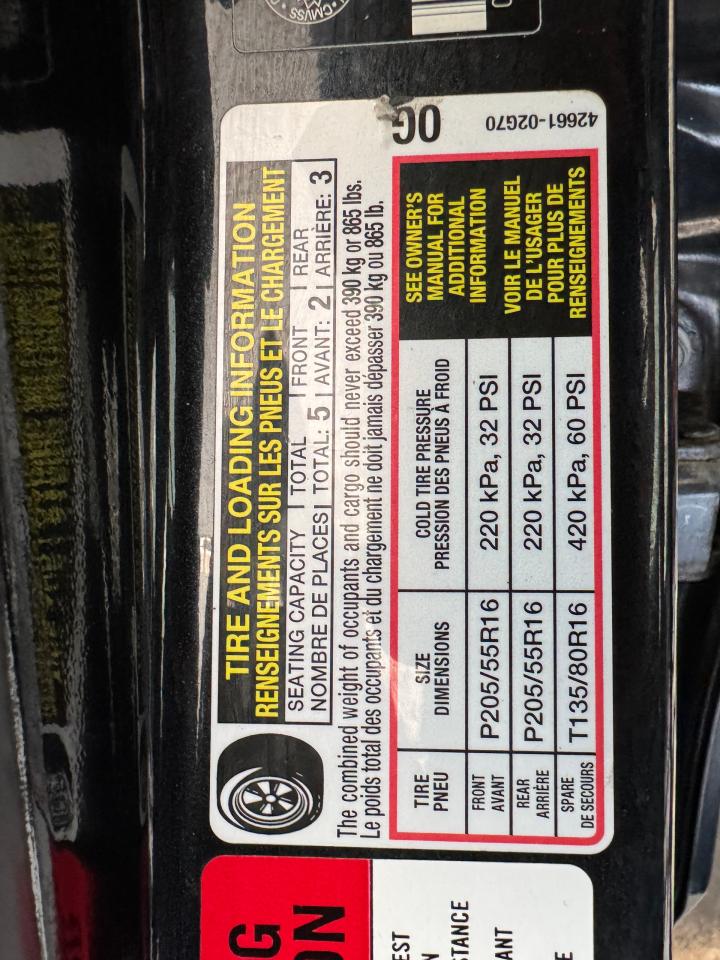 CMVSS
TIRE AND LOADING INFORMATION
RENSEIGNEMENTS SUR LES PNEUS ET LE CHARGEMENT
SEATING CAPACITY | TOTAL | FRONT | REAR
NOMBRE DE PLACES | TOTAL: 5 | AVANT: 2 | ARRIÈRE: 3
The combined weight of occupants and cargo should never exceed 390 kg or 865 lbs.
Le poids total des occupants et du chargement ne doit jamais dépasser 390 kg ou 865 lb.
TIRE
PNEU
SIZE
DIMENSIONS
COLD TIRE PRESSURE
PRESSION DES PNEUS À FROID
FRONT
AVANT
P205/55R16
220 kPa, 32 PSI
REAR
ARRIÈRE
P205/55R16
220 kPa, 32 PSI
SPARE
DE SECOURS
T135/80R16
420 kPa, 60 PSI
SEE OWNER'S
MANUAL FOR
ADDITIONAL
INFORMATION
VOIR LE MANUEL
DE L'USAGER
POUR PLUS DE
RENSEIGNEMENTS
0G
42661-02G70
G
ON
EST
N
STANCE
ANT
E